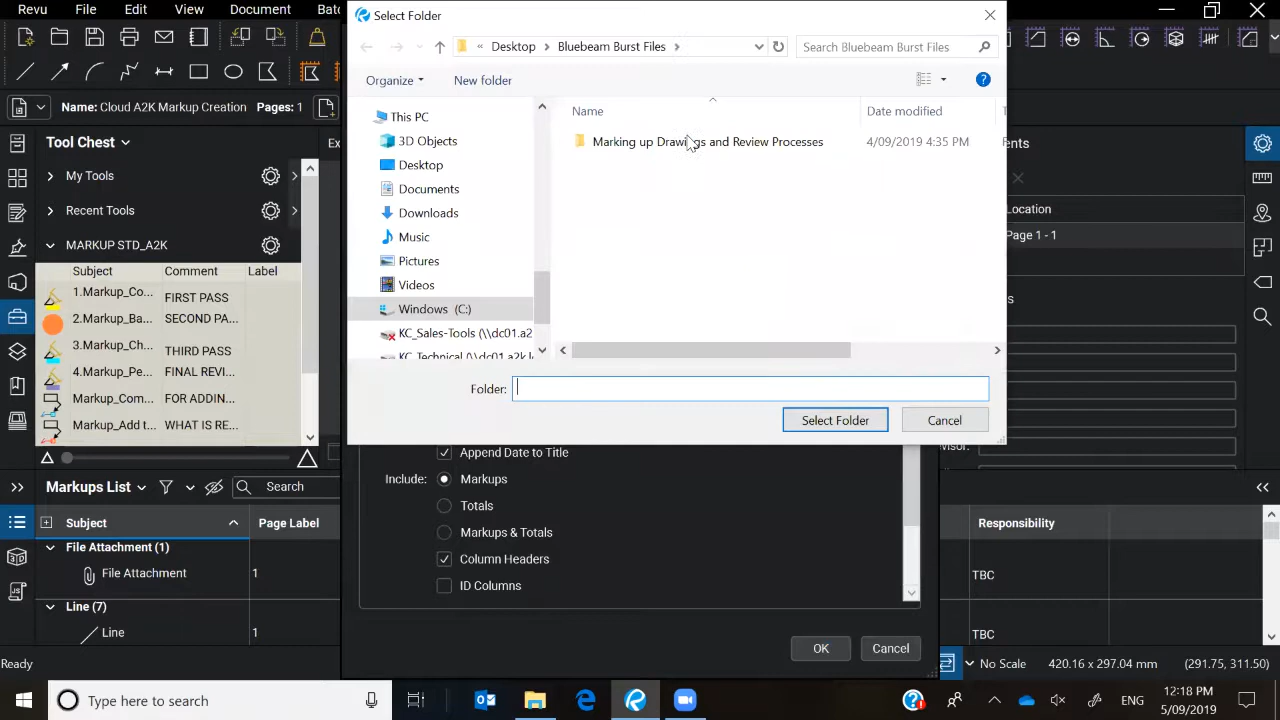 Revu File Edit View Document Bat
Select Folder
« Desktop › Bluebeam Burst Files ›
Search Bluebeam Burst Files
Organize
New folder
Name: Cloud A2K Markup Creation Pages: 1
Tool Chest
My Tools
Recent Tools
MARKUP STD_A2K
Subject Comment Label
1.Markup_Co... FIRST PASS
2.Markup_Ba... SECOND PA...
3.Markup_Ch... THIRD PASS
4.Markup_Pe... FINAL REVI...
Markup_Com... FOR ADDIN...
Markup_Add t... WHAT IS RE...
This PC
3D Objects
Desktop
Documents
Downloads
Music
Pictures
Videos
Windows (C:)
KC_Sales-Tools (\\dc01.a2
KC_Technical (\\dc01.a2k.l
Name Date modified
Marking up Drawings and Review Processes 4/09/2019 4:35 PM
Folder:
Select Folder
Cancel
ents
Location
Page 1 - 1
s
visor:
Append Date to Title
Include: Markups
Totals
Markups & Totals
Column Headers
ID Columns
OK
Cancel
Markups List
Search
Subject Page Label Responsibility
File Attachment (1)
File Attachment 1 TBC
Line (7)
Line 1 TBC
Ready
No Scale 420.16 x 297.04 mm (291.75, 311.50)
Type here to search
ENG
12:18 PM
5/09/2019